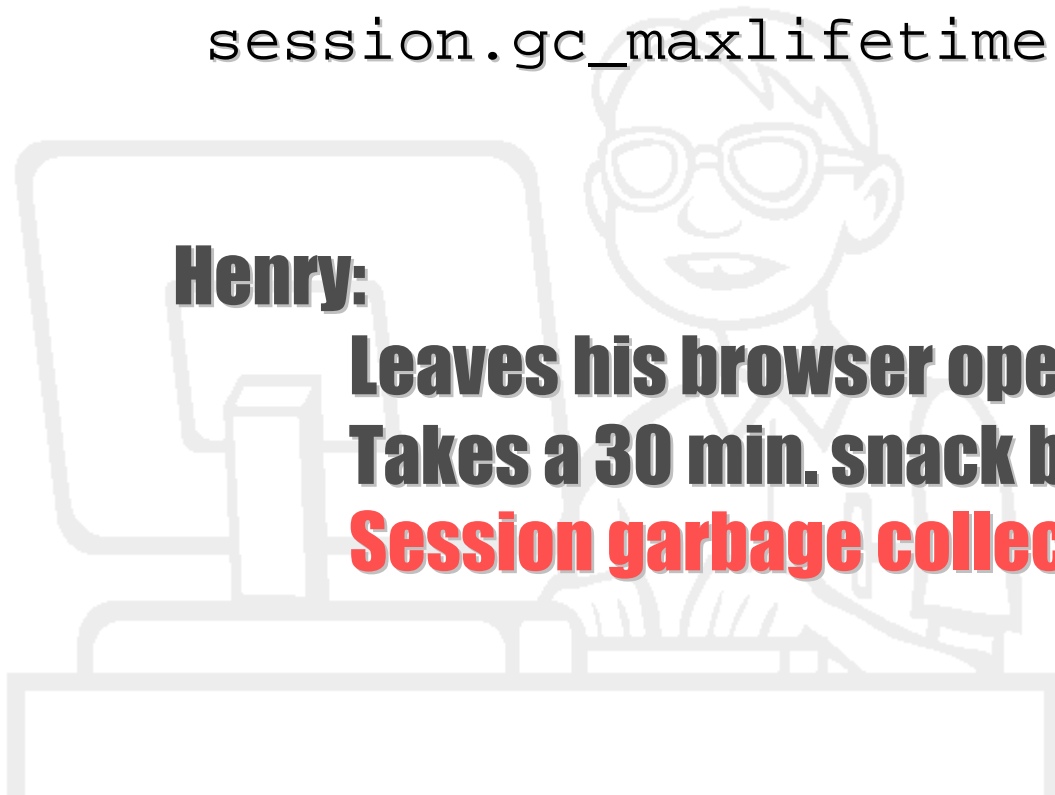 session.gc_maxlifetime
Henry:
Leaves his browser ope
Takes a 30 min. snack b
Session garbage collec